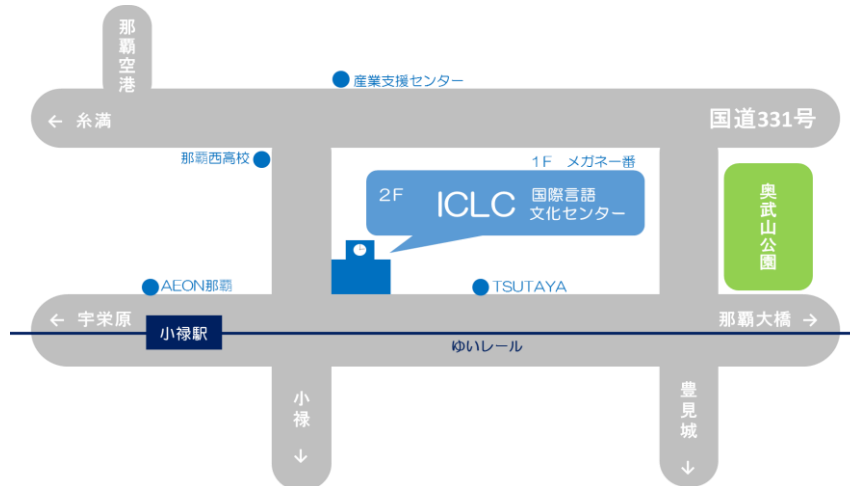 那覇空港
産業支援センター
← 糸満
国道331号
那覇西高校
1F メガネ一番
2F
ICLC
国際言語
文化センター
奥武山公園
AEON那覇
TSUTAYA
← 宇栄原
那覇大橋 →
小禄駅
ゆいレール
小禄 ↓
豊見城 ↓